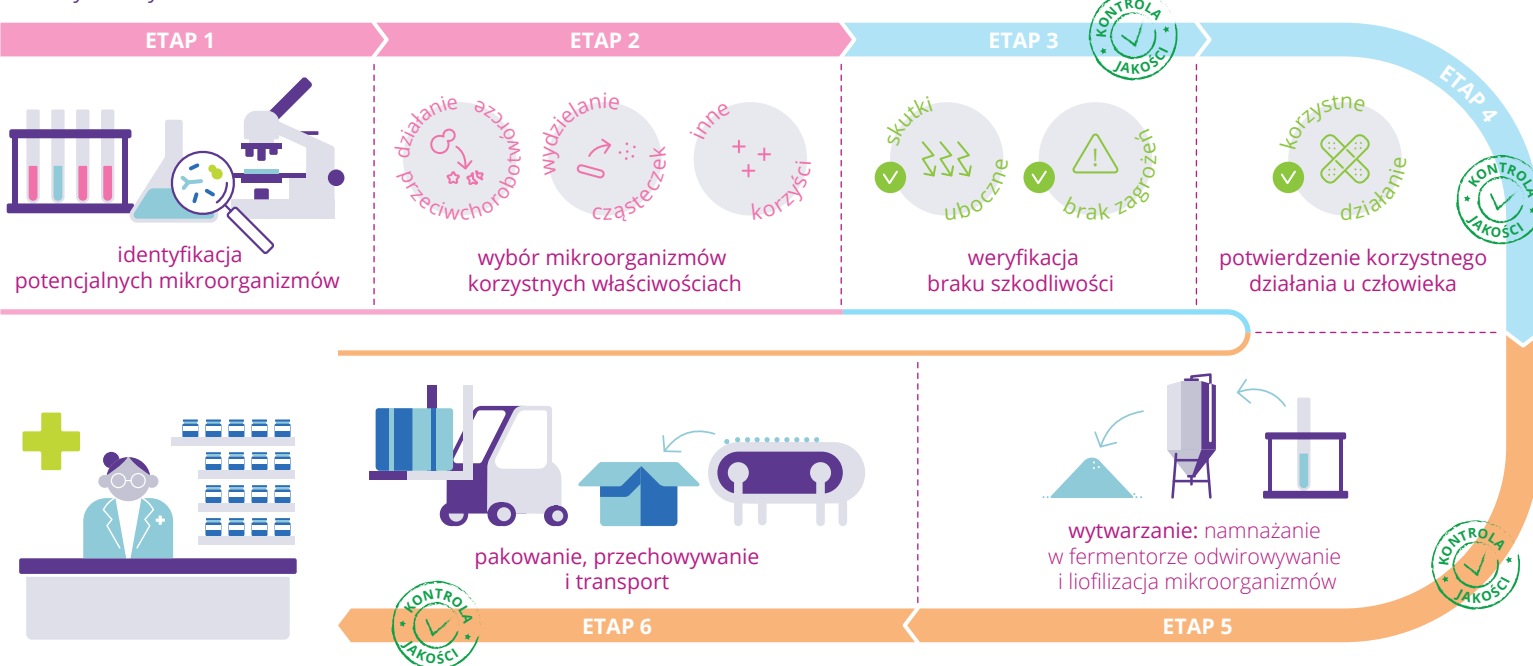 ETAP 1
ETAP 2
ETAP 3
KONTROLA
JAKOŚCI
ETAP 4
działanie
przeciwchorobotwórcze
wydzielanie
cząsteczek
inne
korzyści
skutki
uboczne
brak zagrożeń
korzystne
działanie
KONTROLA
JAKOŚCI
identyfikacja
potencjalnych mikroorganizmów
wybór mikroorganizmów
korzystnych właściwościach
weryfikacja
braku szkodliwości
potwierdzenie korzystnego
działania u człowieka
wytwarzanie: namnażanie
w fermentorze odwirowywanie
i liofilizacja mikroorganizmów
KONTROLA
JAKOŚCI
ETAP 5
pakowanie, przechowywanie
i transport
KONTROLA
JAKOŚCI
ETAP 6